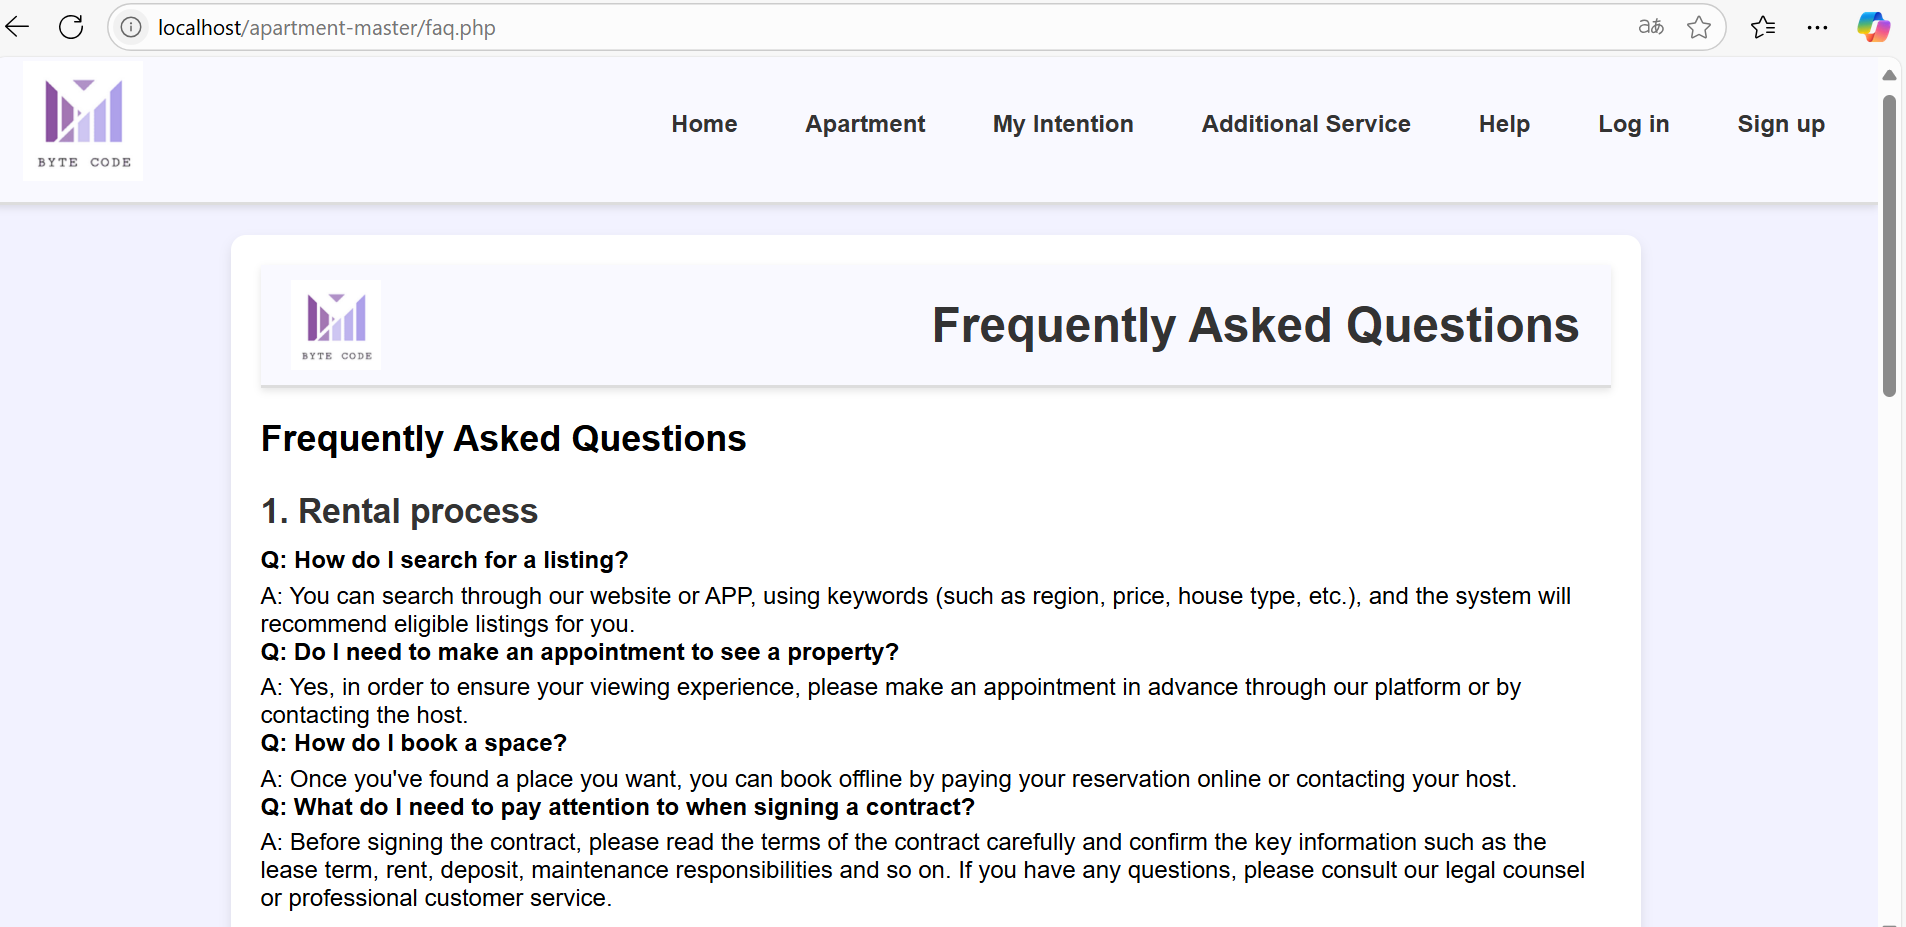 localhost/apartment-master/faq.php
aあ
BYTE CODE
Home Apartment My Intention Additional Service Help Log in Sign up
BYTE CODE
Frequently Asked Questions
Frequently Asked Questions
1. Rental process
Q: How do I search for a listing?
A: You can search through our website or APP, using keywords (such as region, price, house type, etc.), and the system will
recommend eligible listings for you.
Q: Do I need to make an appointment to see a property?
A: Yes, in order to ensure your viewing experience, please make an appointment in advance through our platform or by
contacting the host.
Q: How do I book a space?
A: Once you've found a place you want, you can book offline by paying your reservation online or contacting your host.
Q: What do I need to pay attention to when signing a contract?
A: Before signing the contract, please read the terms of the contract carefully and confirm the key information such as the
lease term, rent, deposit, maintenance responsibilities and so on. If you have any questions, please consult our legal counsel
or professional customer service.